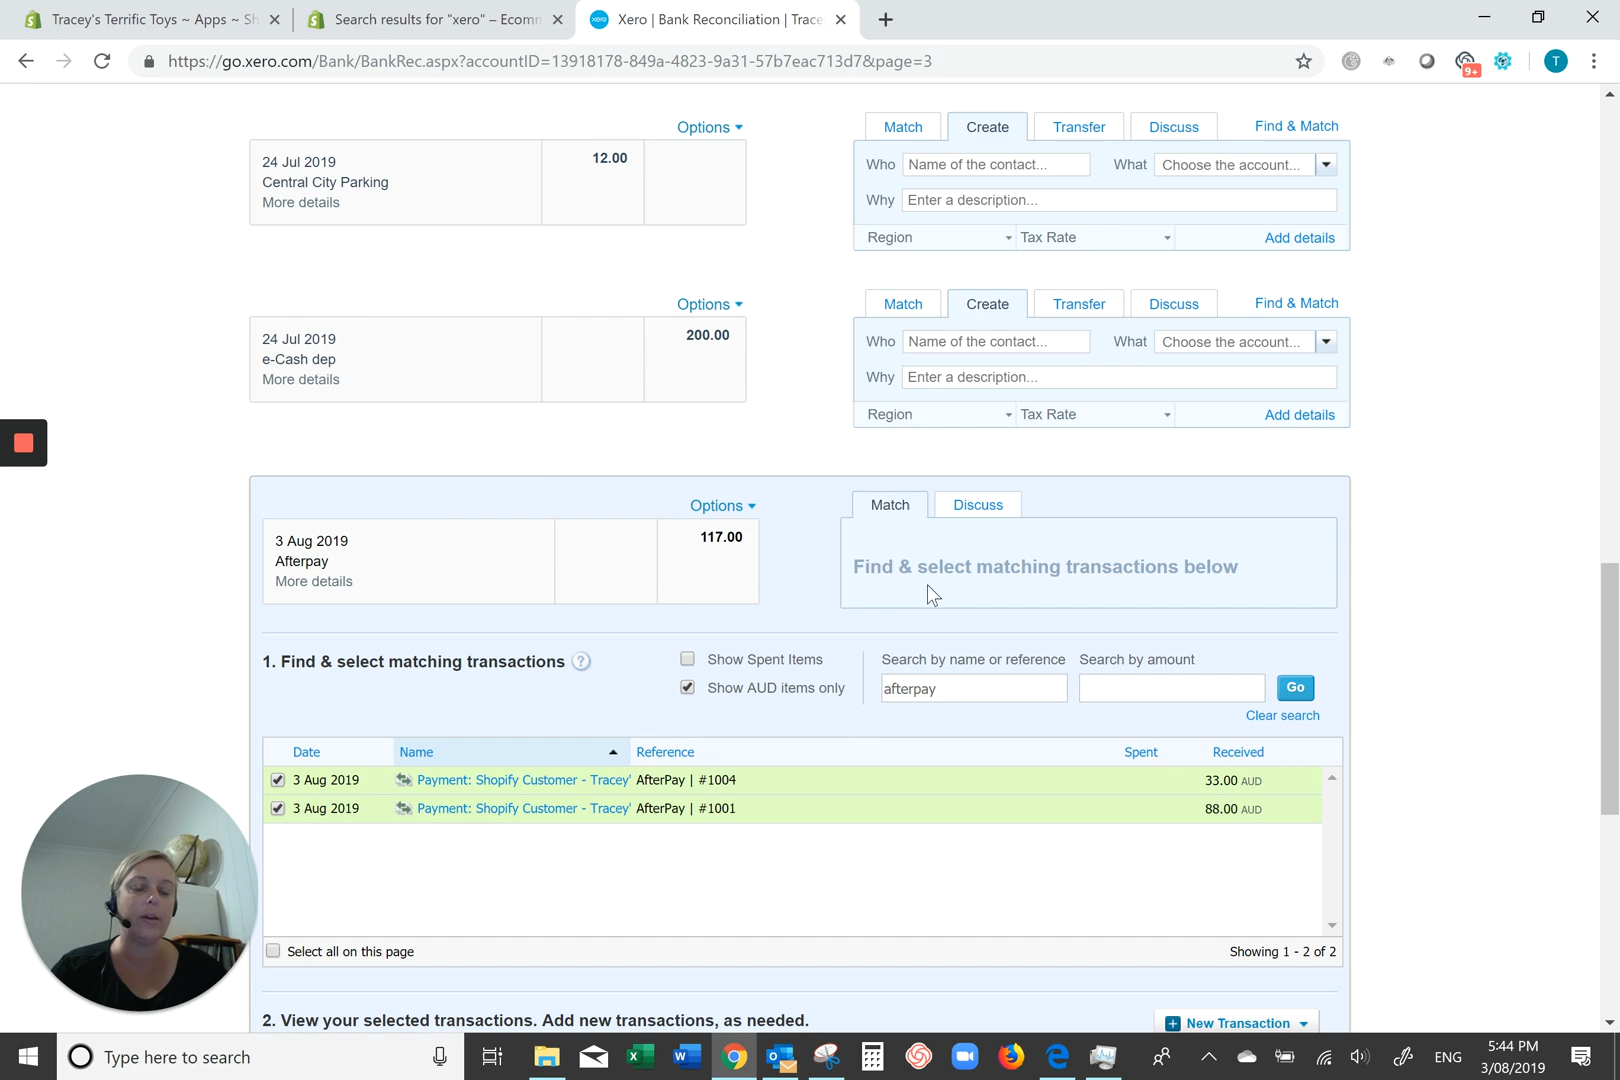 Tracey's Terrific Toys ~ Apps ~ Sh
Search results for "xero" – Ecomm
Xero | Bank Reconciliation | Trace
https://go.xero.com/Bank/BankRec.aspx?accountID=13918178-849a-4823-9a31-57b7eac713d7&page=3
9+
T
Options
24 Jul 2019
Central City Parking
More details
12.00
Match Create Transfer Discuss Find & Match
Who Name of the contact... What Choose the account...
Why Enter a description...
Region Tax Rate Add details
Options
24 Jul 2019
e-Cash dep
More details
200.00
Match Create Transfer Discuss Find & Match
Who Name of the contact... What Choose the account...
Why Enter a description...
Region Tax Rate Add details
Options
3 Aug 2019
Afterpay
More details
117.00
Match Discuss
Find & select matching transactions below
1. Find & select matching transactions ?
Show Spent Items
Show AUD items only
Search by name or reference Search by amount
afterpay Go
Clear search
Date Name Reference Spent Received
3 Aug 2019 Payment: Shopify Customer - Tracey' AfterPay | #1004 33.00 AUD
3 Aug 2019 Payment: Shopify Customer - Tracey' AfterPay | #1001 88.00 AUD
Select all on this page Showing 1 - 2 of 2
2. View your selected transactions. Add new transactions, as needed.
New Transaction
Type here to search
ENG
5:44 PM
3/08/2019